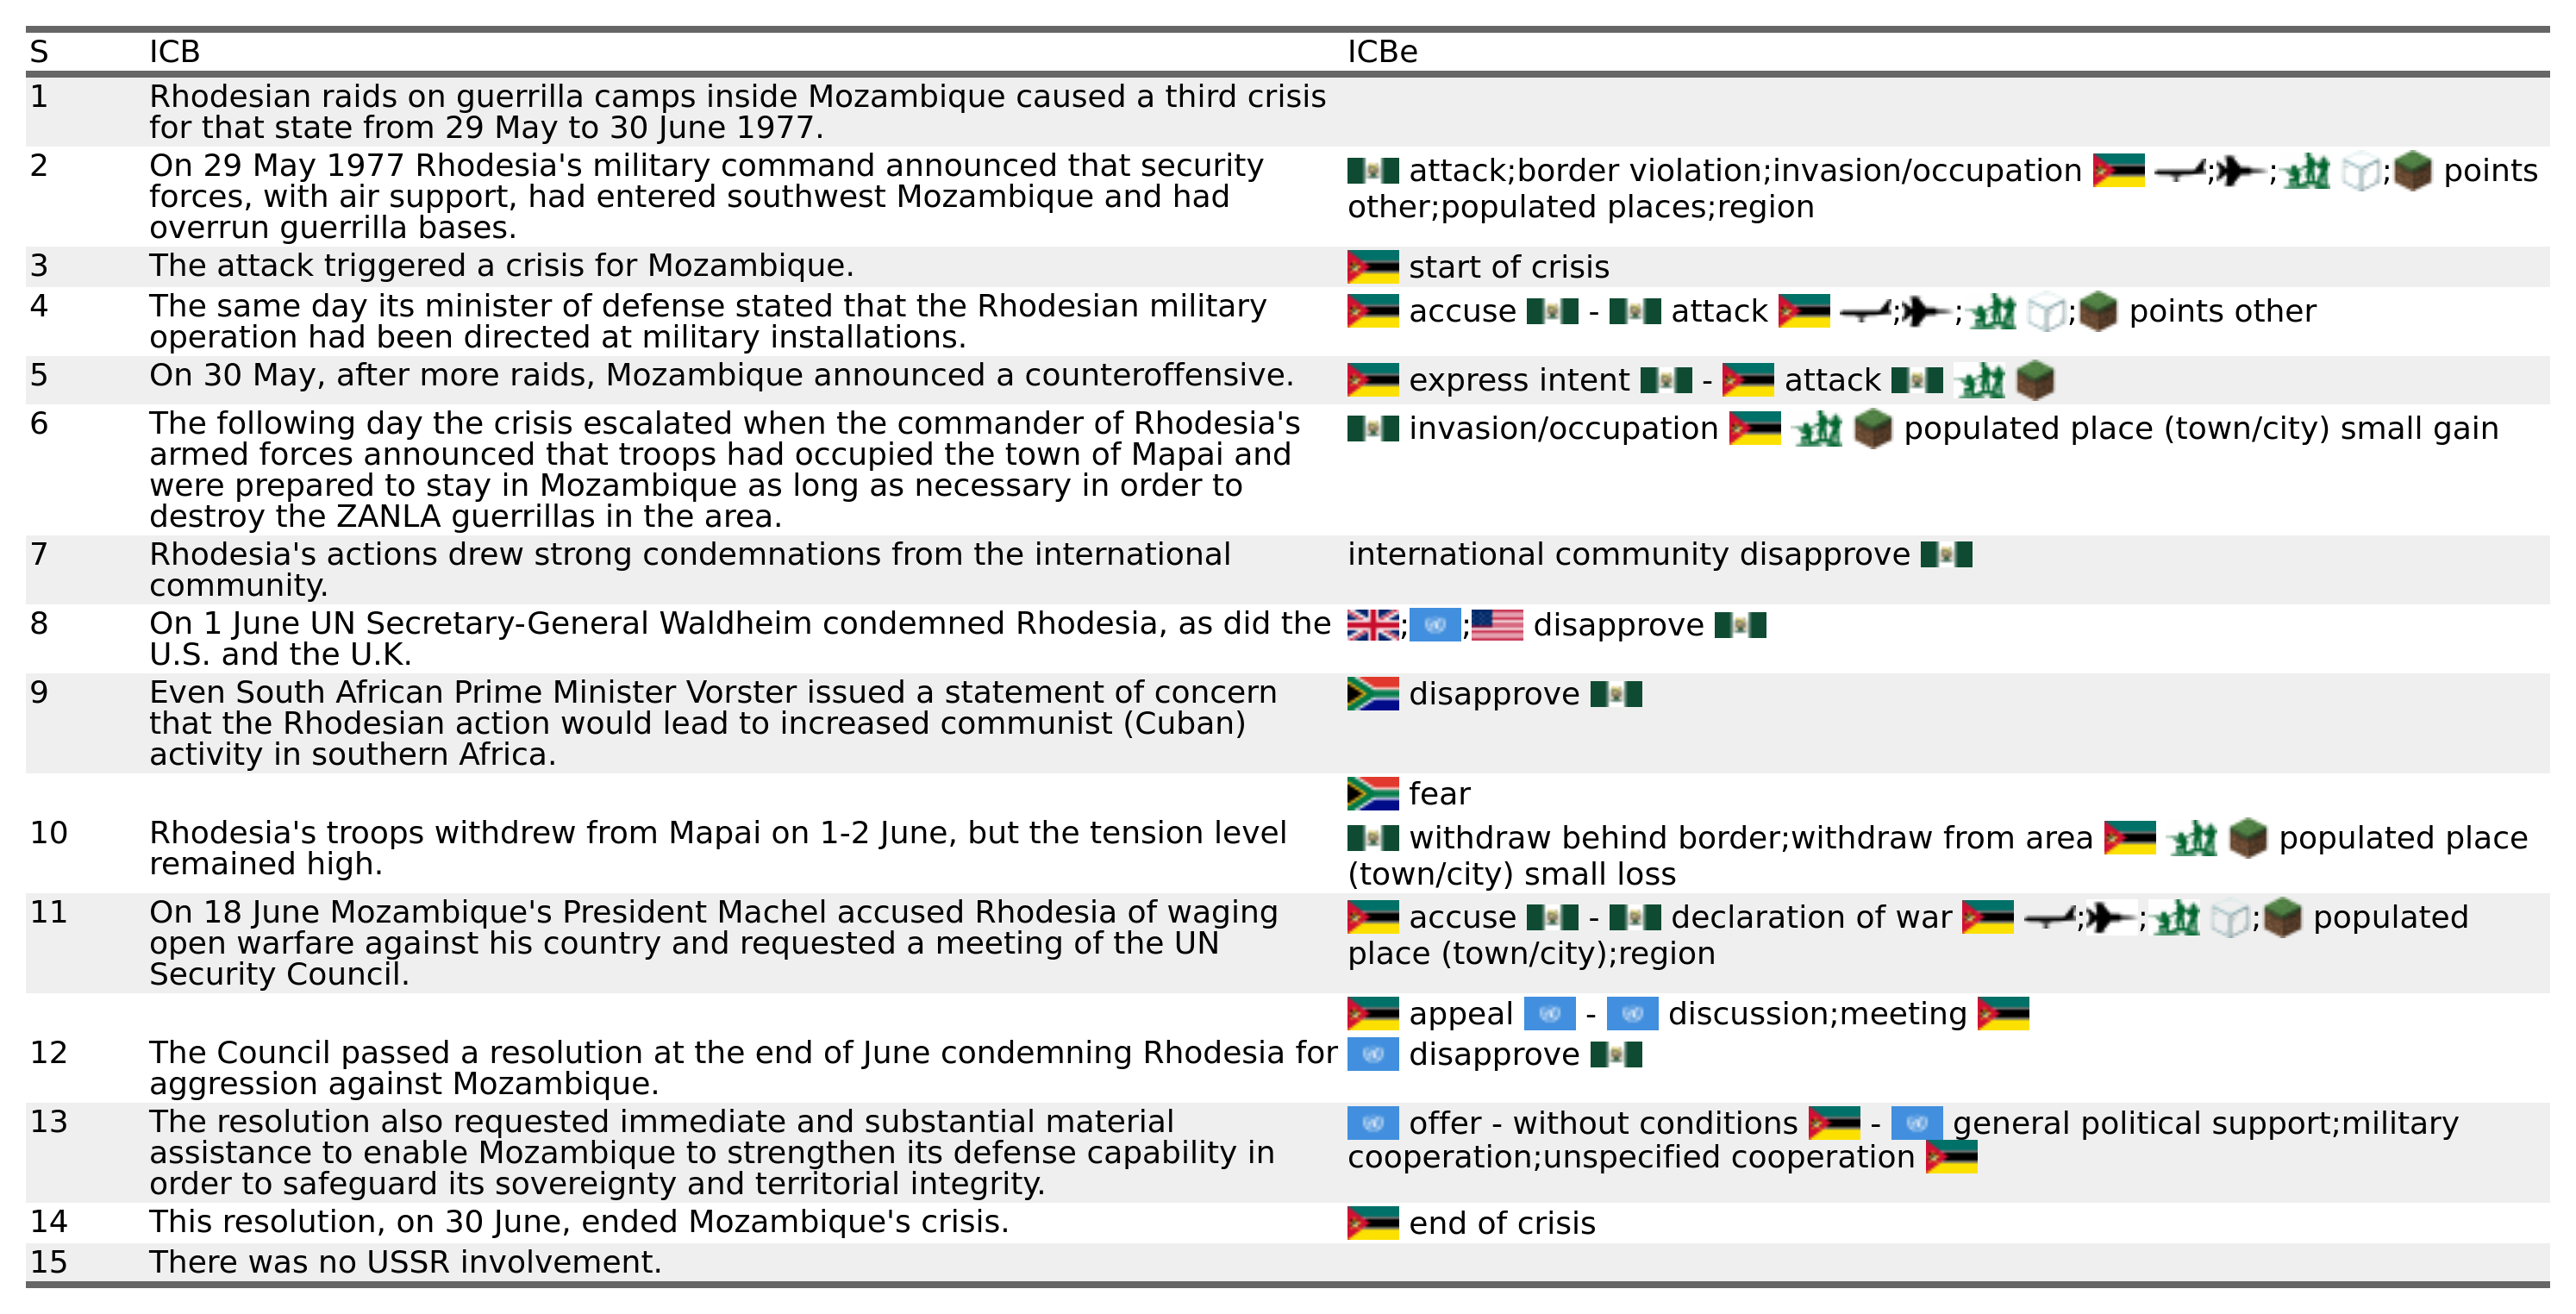 S ICB ICBe
1 Rhodesian raids on guerrilla camps inside Mozambique caused a third crisis
for that state from 29 May to 30 June 1977.
2 On 29 May 1977 Rhodesia's military command announced that security
forces, with air support, had entered southwest Mozambique and had
overrun guerrilla bases.
attack;border violation;invasion/occupation ; ; ; points
other;populated places;region
3 The attack triggered a crisis for Mozambique.
start of crisis
4 The same day its minister of defense stated that the Rhodesian military
operation had been directed at military installations.
accuse - attack ; ; ; points other
5 On 30 May, after more raids, Mozambique announced a counteroffensive.
express intent - attack
6 The following day the crisis escalated when the commander of Rhodesia's
armed forces announced that troops had occupied the town of Mapai and
were prepared to stay in Mozambique as long as necessary in order to
destroy the ZANLA guerrillas in the area.
invasion/occupation populated place (town/city) small gain
7 Rhodesia's actions drew strong condemnations from the international
community.
international community disapprove
8 On 1 June UN Secretary-General Waldheim condemned Rhodesia, as did the
U.S. and the U.K.
; ; disapprove
9 Even South African Prime Minister Vorster issued a statement of concern
that the Rhodesian action would lead to increased communist (Cuban)
activity in southern Africa.
disapprove
fear
10 Rhodesia's troops withdrew from Mapai on 1-2 June, but the tension level
remained high.
withdraw behind border;withdraw from area populated place
(town/city) small loss
11 On 18 June Mozambique's President Machel accused Rhodesia of waging
open warfare against his country and requested a meeting of the UN
Security Council.
accuse - declaration of war ; ; ; populated
place (town/city);region
appeal - discussion;meeting
12 The Council passed a resolution at the end of June condemning Rhodesia for
aggression against Mozambique.
disapprove
13 The resolution also requested immediate and substantial material
assistance to enable Mozambique to strengthen its defense capability in
order to safeguard its sovereignty and territorial integrity.
offer - without conditions - general political support;military
cooperation;unspecified cooperation
14 This resolution, on 30 June, ended Mozambique's crisis.
end of crisis
15 There was no USSR involvement.